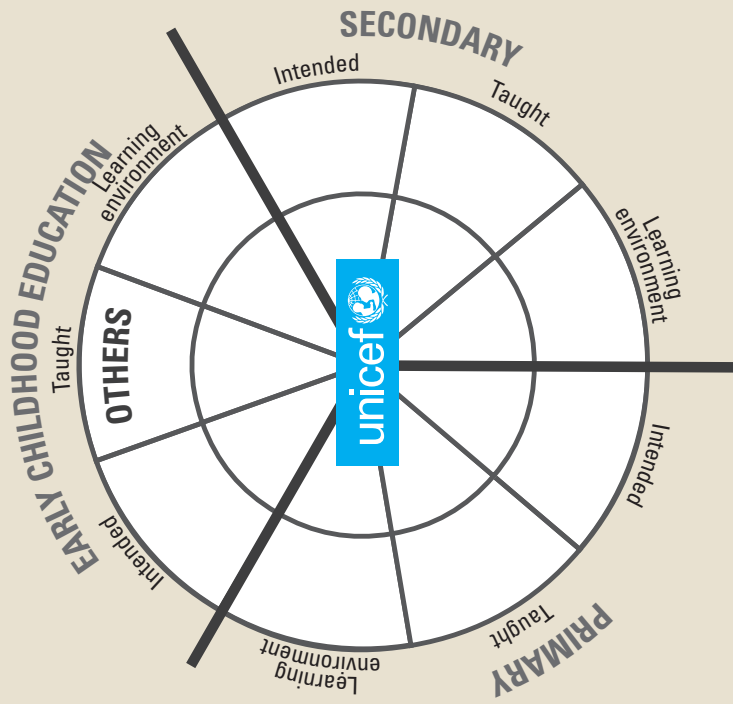 SECONDARY
Intended
Taught
Learning
environment
EARLY CHILDHOOD EDUCATION
Learning
environment
Taught
Intended
OTHERS
unicef
PRIMARY
Intended
Taught
Learning
environment